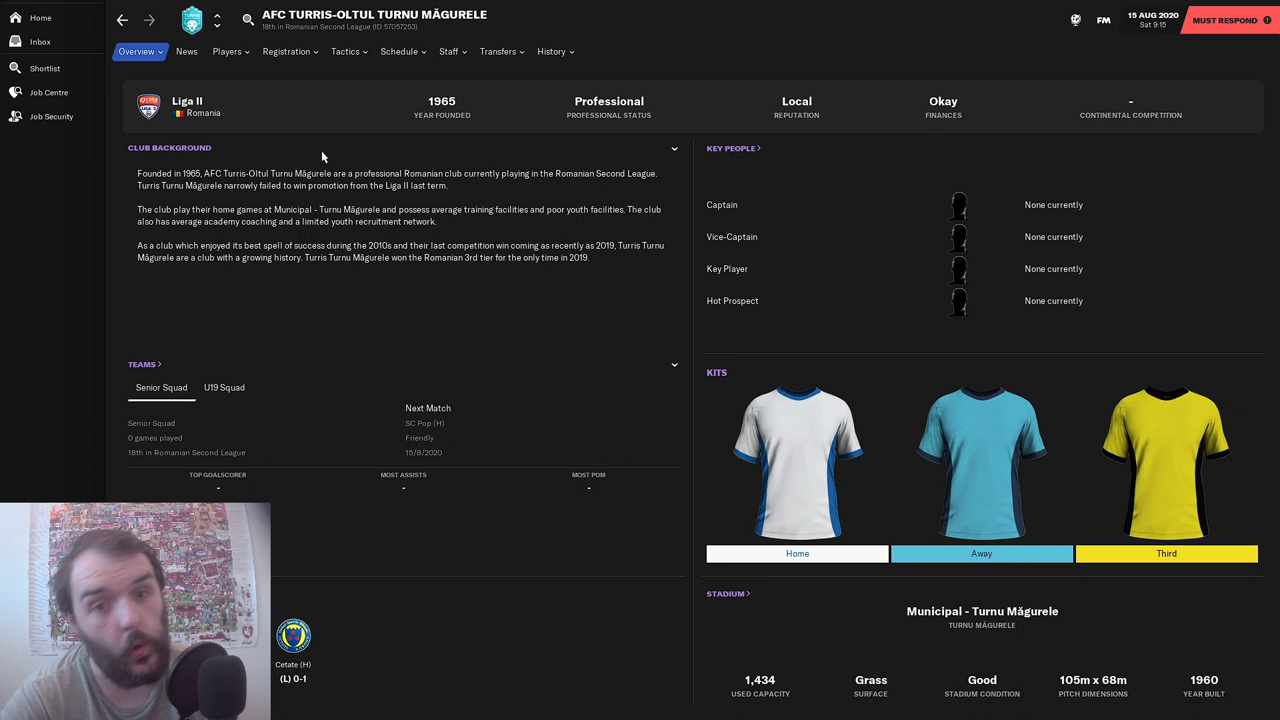 Home
Inbox
Shortlist
Job Centre
Job Security
AFC TURRIS-OLTUL TURNU MĂGURELE
18th in Romanian Second League (ID:57057253)
FM
15 AUG 2020
Sat 9:15
MUST RESPOND
Overview
News
Players
Registration
Tactics
Schedule
Staff
Transfers
History
Liga II
Romania
1965
YEAR FOUNDED
Professional
PROFESSIONAL STATUS
Local
REPUTATION
Okay
FINANCES
-
CONTINENTAL COMPETITION
CLUB BACKGROUND
Founded in 1965, AFC Turris-Oltul Turnu Măgurele are a professional Romanian club currently playing in the Romanian Second League.
Turris Turnu Măgurele narrowly failed to win promotion from the Liga II last term.
The club play their home games at Municipal - Turnu Măgurele and possess average training facilities and poor youth facilities. The club
also has average academy coaching and a limited youth recruitment network.
As a club which enjoyed its best spell of success during the 2010s and their last competition win coming as recently as 2019, Turris Turnu
Măgurele are a club with a growing history. Turris Turnu Măgurele won the Romanian 3rd tier for the only time in 2019.
KEY PEOPLE >
Captain
None currently
Vice-Captain
None currently
Key Player
None currently
Hot Prospect
None currently
TEAMS >
Senior Squad
U19 Squad
Next Match
Senior Squad
SC Pop (H)
0 games played
Friendly
18th in Romanian Second League
15/8/2020
TOP GOALSCORER
MOST ASSISTS
MOST POM
-
-
-
Cetate (H)
(L) 0-1
KITS
Home
Away
Third
STADIUM >
Municipal - Turnu Măgurele
TURNU MĂGURELE
1,434
USED CAPACITY
Grass
SURFACE
Good
STADIUM CONDITION
105m x 68m
PITCH DIMENSIONS
1960
YEAR BUILT